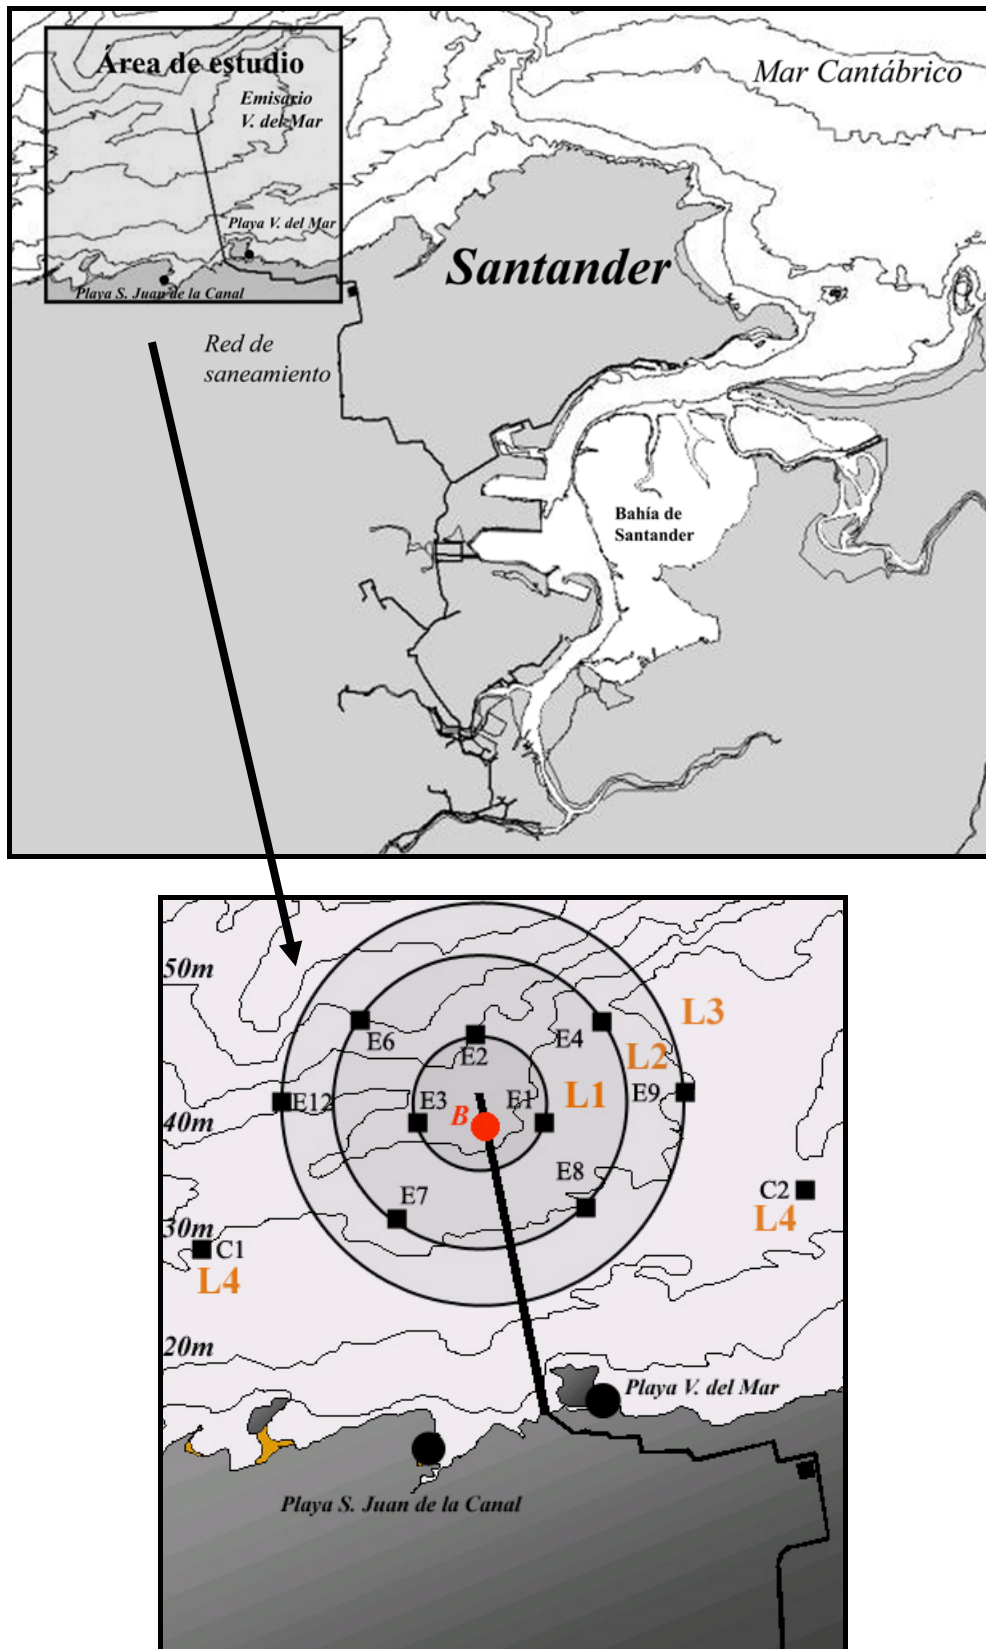 Área de estudio
Mar Cantábrico
Emisario
V. del Mar
Playa V. del Mar
Santander
Playa S. Juan de la Canal
Red de
saneamiento
Bahía de
Santander
50m
L3
E6
E4
E2
L2
E12
E3
E1
L1
E9
B
40m
E8
C2
E7
L4
30m
C1
L4
20m
Playa V. del Mar
Playa S. Juan de la Canal